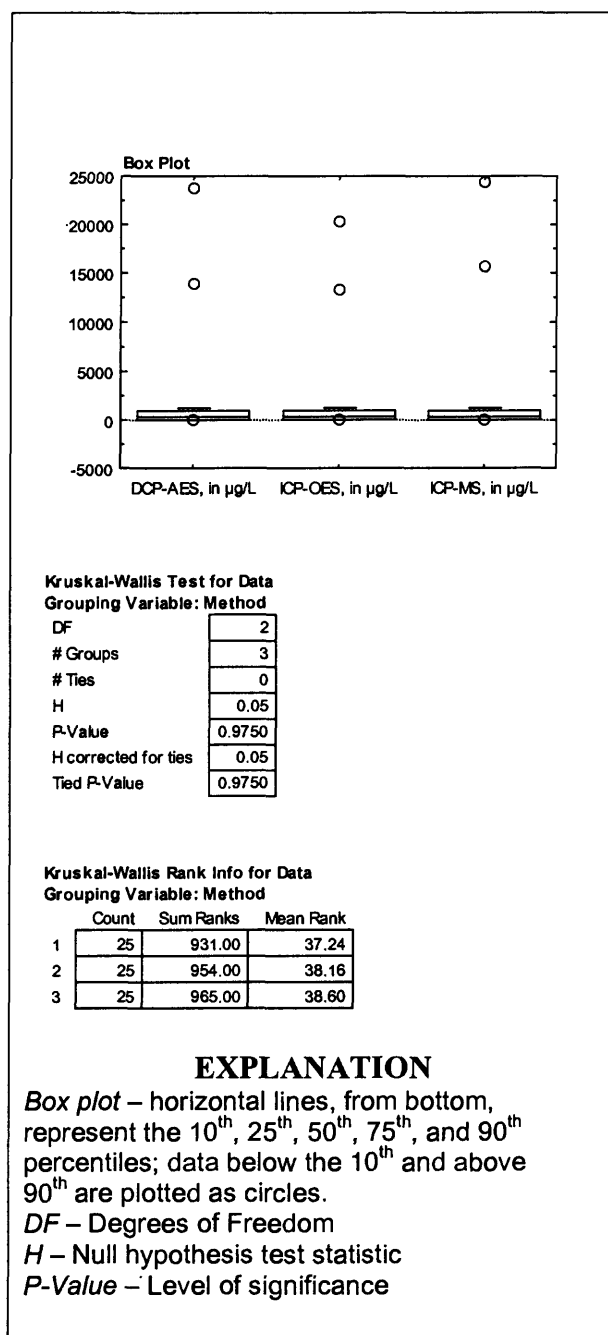 Box Plot
25000
20000
15000
10000
5000
0
-5000
DCP-AES, in µg/L ICP-OES, in µg/L ICP-MS, in µg/L
Kruskal-Wallis Test for Data
Grouping Variable: Method
DF 2
# Groups 3
# Ties 0
H 0.05
P-Value 0.9750
H corrected for ties 0.05
Tied P-Value 0.9750
Kruskal-Wallis Rank Info for Data
Grouping Variable: Method
Count Sum Ranks Mean Rank
1 25 931.00 37.24
2 25 954.00 38.16
3 25 965.00 38.60
EXPLANATION
Box plot – horizontal lines, from bottom,
represent the 10th, 25th, 50th, 75th, and 90th
percentiles; data below the 10th and above
90th are plotted as circles.
DF – Degrees of Freedom
H – Null hypothesis test statistic
P-Value – Level of significance